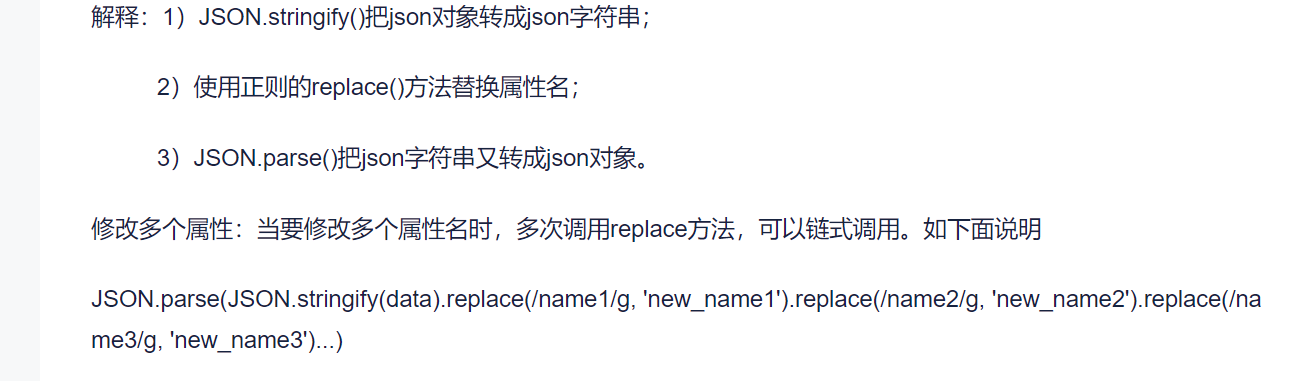 解释：1）JSON.stringify()把json对象转成json字符串；
2）使用正则的replace()方法替换属性名；
3）JSON.parse()把json字符串又转成json对象。
修改多个属性：当要修改多个属性名时，多次调用replace方法，可以链式调用。如下面说明
JSON.parse(JSON.stringify(data).replace(/name1/g, 'new_name1').replace(/name2/g, 'new_name2').replace(/na
me3/g, 'new_name3')...)